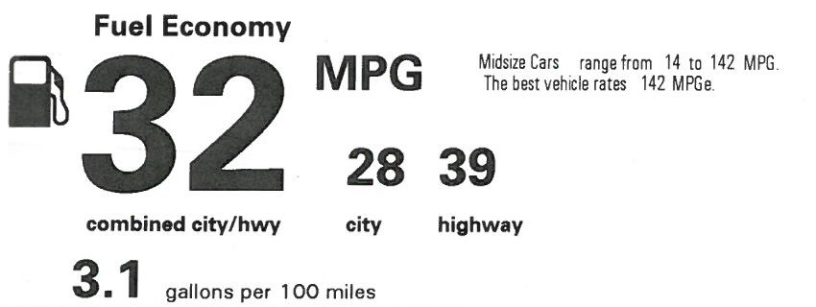 Fuel Economy
32 MPG
Midsize Cars range from 14 to 142 MPG.
The best vehicle rates 142 MPGe.
28 39
combined city/hwy city highway
3.1 gallons per 100 miles